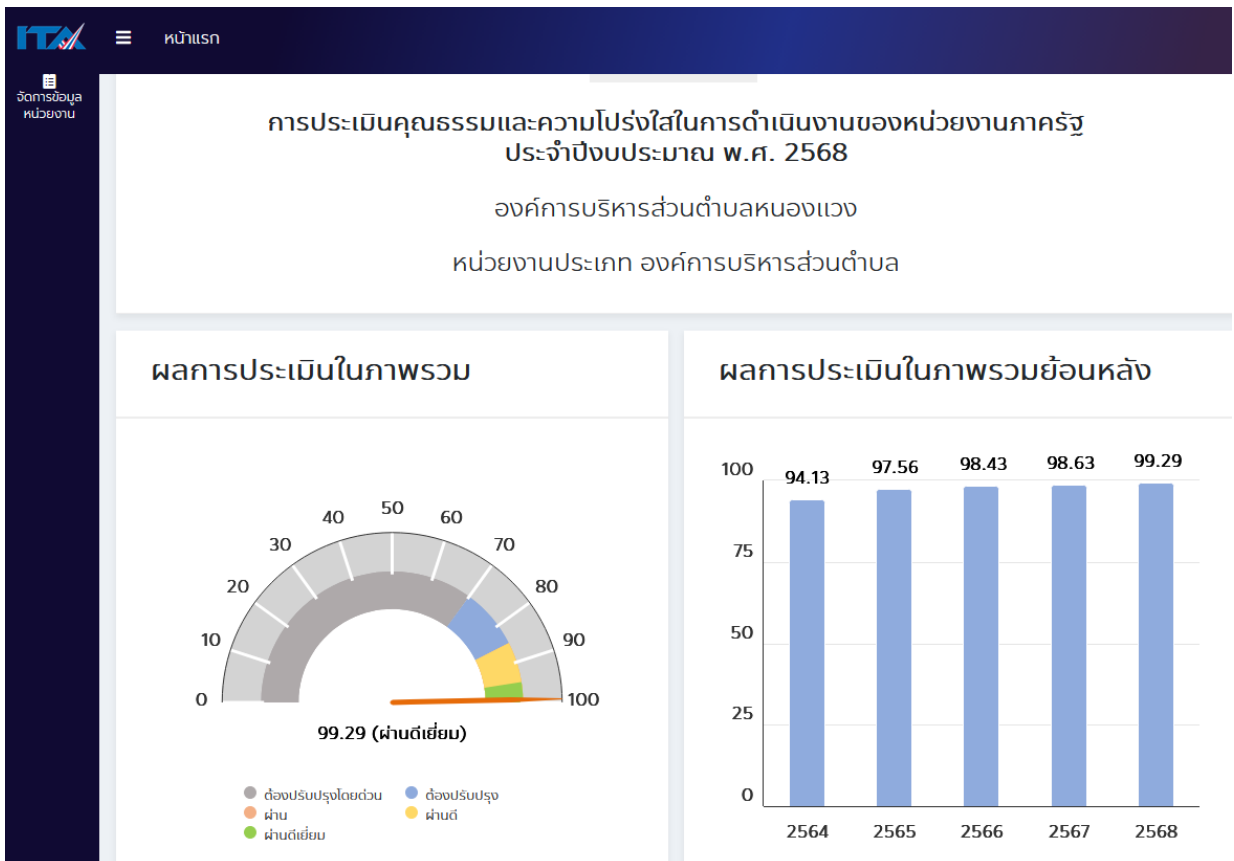 ITA
หน้าแรก
จัดการข้อมูล
หน่วยงาน
การประเมินคุณธรรมและความโปร่งใสในการดำเนินงานของหน่วยงานภาครัฐ
ประจำปีงบประมาณ พ.ศ. 2568
องค์การบริหารส่วนตำบลหนองแวง
หน่วยงานประเภท องค์การบริหารส่วนตำบล
ผลการประเมินในภาพรวม
0
10
20
30
40
50
60
70
80
90
100
99.29 (ผ่านดีเยี่ยม)
ต้องปรับปรุงโดยด่วน ต้องปรับปรุง
ผ่าน ผ่านดี
ผ่านดีเยี่ยม
ผลการประเมินในภาพรวมย้อนหลัง
94.13 97.56 98.43 98.63 99.29
100
75
50
25
0
2564 2565 2566 2567 2568